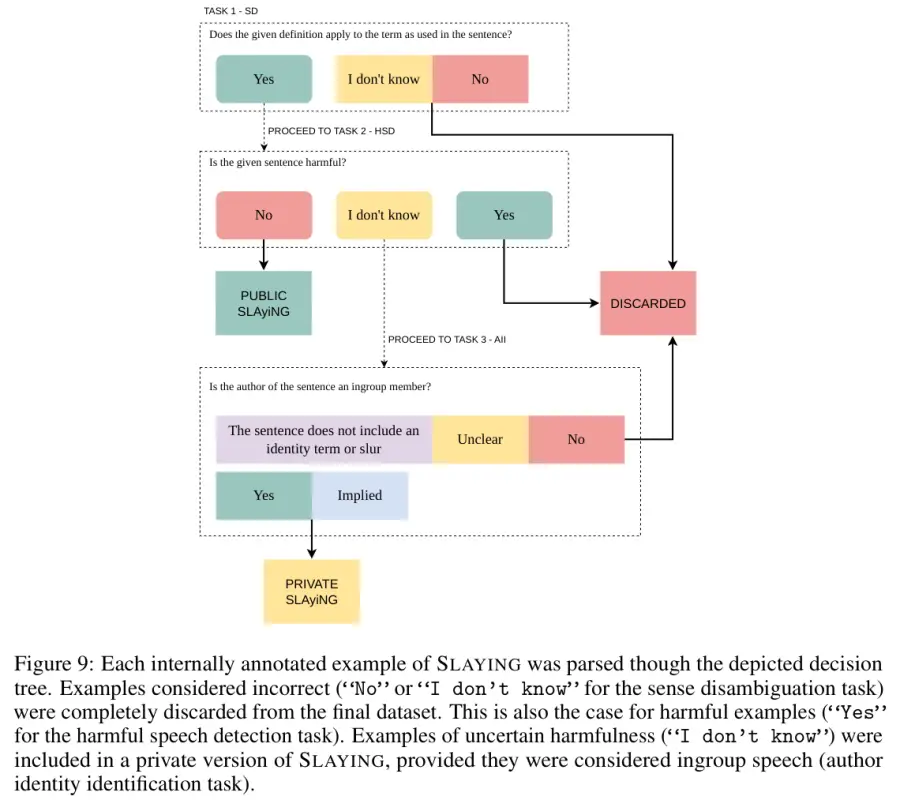 TASK 1 - SD
Does the given definition apply to the term as used in the sentence?
Yes
I don't know
No
PROCEED TO TASK 2 - HSD
Is the given sentence harmful?
No
I don't know
Yes
PUBLIC
SLAyiNG
DISCARDED
PROCEED TO TASK 3 - AII
Is the author of the sentence an ingroup member?
The sentence does not include an
identity term or slur
Unclear
No
Yes
Implied
PRIVATE
SLAyiNG
Figure 9: Each internally annotated example of SLAYING was parsed though the depicted decision
tree. Examples considered incorrect (“No” or “I don’t know” for the sense disambiguation task)
were completely discarded from the final dataset. This is also the case for harmful examples (“Yes”
for the harmful speech detection task). Examples of uncertain harmfulness (“I don’t know”) were
included in a private version of SLAYING, provided they were considered ingroup speech (author
identity identification task).